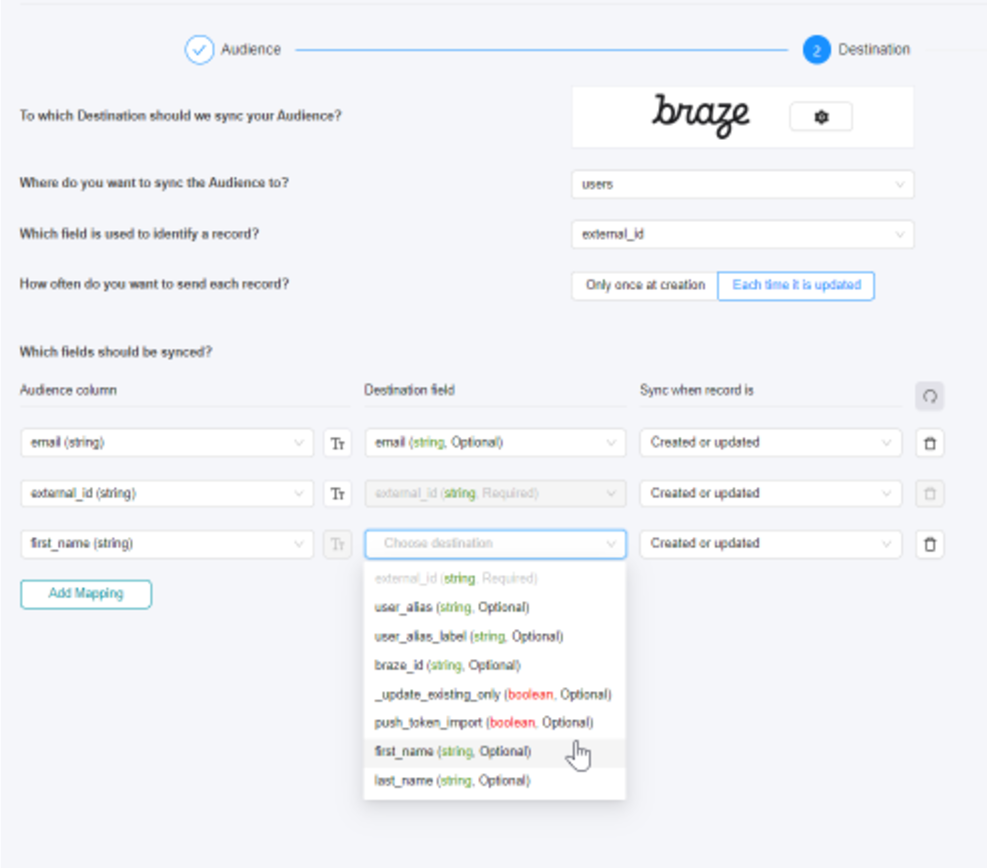 Audience
2 Destination
To which Destination should we sync your Audience?
braze
Where do you want to sync the Audience to?
users
Which field is used to identify a record?
external_id
How often do you want to send each record?
Only once at creation
Each time it is updated
Which fields should be synced?
Audience column
Destination field
Sync when record is
email (string)
Tт
email (string, Optional)
Created or updated
external_id (string)
Tт
external_id (string, Required)
Created or updated
first_name (string)
Tт
Choose destination
Created or updated
Add Mapping
external_id (string, Required)
user_alias (string, Optional)
user_alias_label (string, Optional)
braze_id (string, Optional)
_update_existing_only (boolean, Optional)
push_token_import (boolean, Optional)
first_name (string, Optional)
last_name (string, Optional)